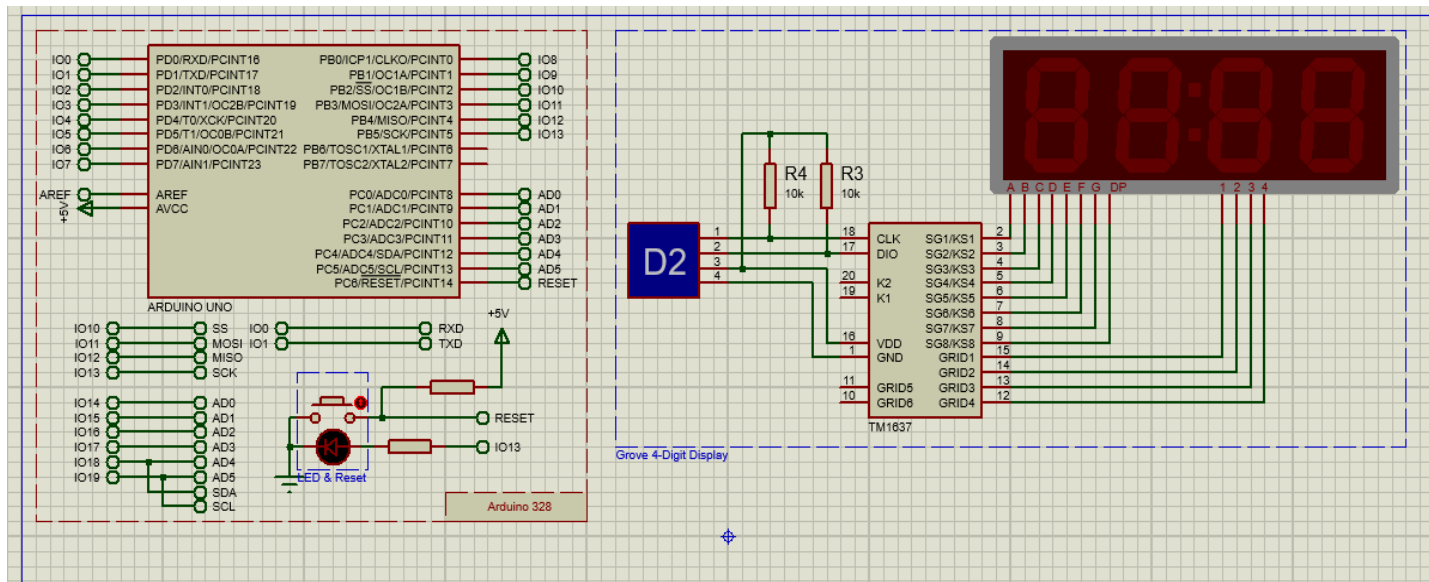 IO0 PD0/RXD/PCINT16 PB0/ICP1/CLKO/PCINT0 IO8
IO1 PD1/TXD/PCINT17 PB1/OC1A/PCINT1 IO9
IO2 PD2/INT0/PCINT18 PB2/SS/OC1B/PCINT2 IO10
IO3 PD3/INT1/OC2B/PCINT19 PB3/MOSI/OC2A/PCINT3 IO11
IO4 PD4/T0/XCK/PCINT20 PB4/MISO/PCINT4 IO12
IO5 PD5/T1/OC0B/PCINT21 PB5/SCK/PCINT5 IO13
IO6 PD6/AIN0/OC0A/PCINT22 PB6/TOSC1/XTAL1/PCINT6
IO7 PD7/AIN1/PCINT23 PB7/TOSC2/XTAL2/PCINT7
AREF AREF PC0/ADC0/PCINT8 AD0
+5V AVCC PC1/ADC1/PCINT9 AD1
PC2/ADC2/PCINT10 AD2
PC3/ADC3/PCINT11 AD3
PC4/ADC4/SDA/PCINT12 AD4
PC5/ADC5/SCL/PCINT13 AD5
PC6/RESET/PCINT14 RESET
ARDUINO UNO
IO10 SS IO0 RXD
IO11 MOSI IO1 TXD
IO12 MISO
IO13 SCK
+5V
IO14 AD0
IO15 AD1 RESET
IO16 AD2
IO17 AD3 IO13
IO18 AD4
IO19 AD5
SDA
SCL
LED & Reset
Arduino 328
88:88
A B C D E F G DP 1 2 3 4
R4 R3
10k 10k
D2
1 18 CLK SG1/KS1 2
2 17 DIO SG2/KS2 3
3 SG3/KS3 4
4 20 K2 SG4/KS4 5
19 K1 SG5/KS5 6
SG6/KS6 7
SG7/KS7 8
16 VDD SG8/KS8 9
1 GND GRID1 15
GRID2 14
11 GRID5 GRID3 13
10 GRID6 GRID4 12
TM1637
Grove 4-Digit Display